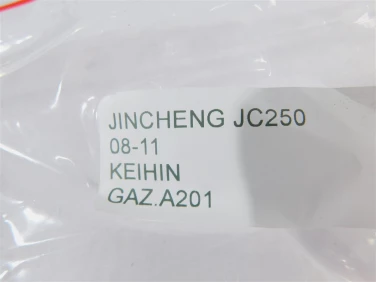 JINCHENG JC250
08-11
KEIHIN
GAZ.A201